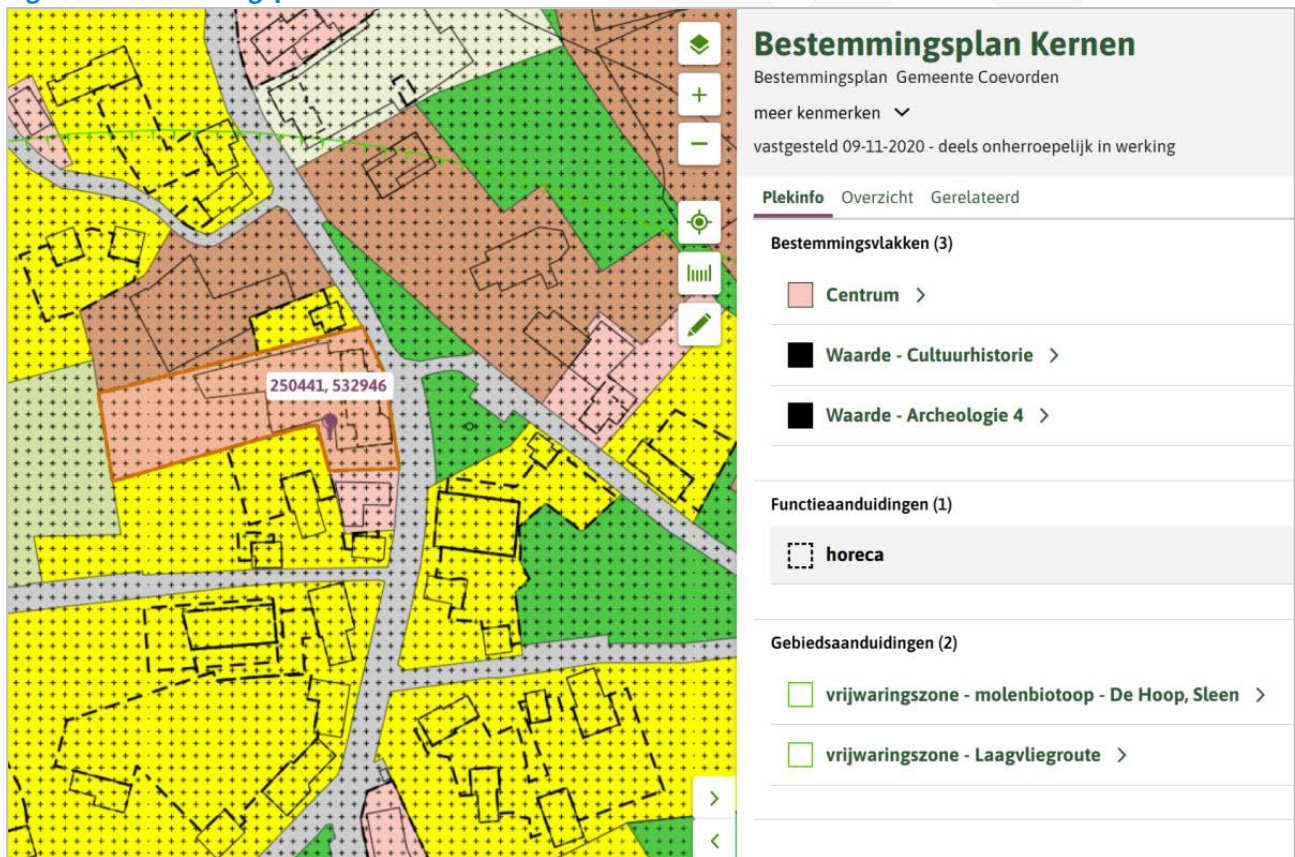 Bestemmingsplan Kernen
Bestemmingsplan Gemeente Coevorden
meer kenmerken
vastgesteld 09-11-2020 - deels onherroepelijk in werking
Plekinfo Overzicht Gerelateerd
Bestemmingsvlakken (3)
Centrum
Waarde - Cultuurhistorie
Waarde - Archeologie 4
Functieaanduidingen (1)
horeca
Gebiedsaanduidingen (2)
vrijwaringszone - molenbiotoop - De Hoop, Sleen
vrijwaringszone - Laagvliegroute
250441, 532946